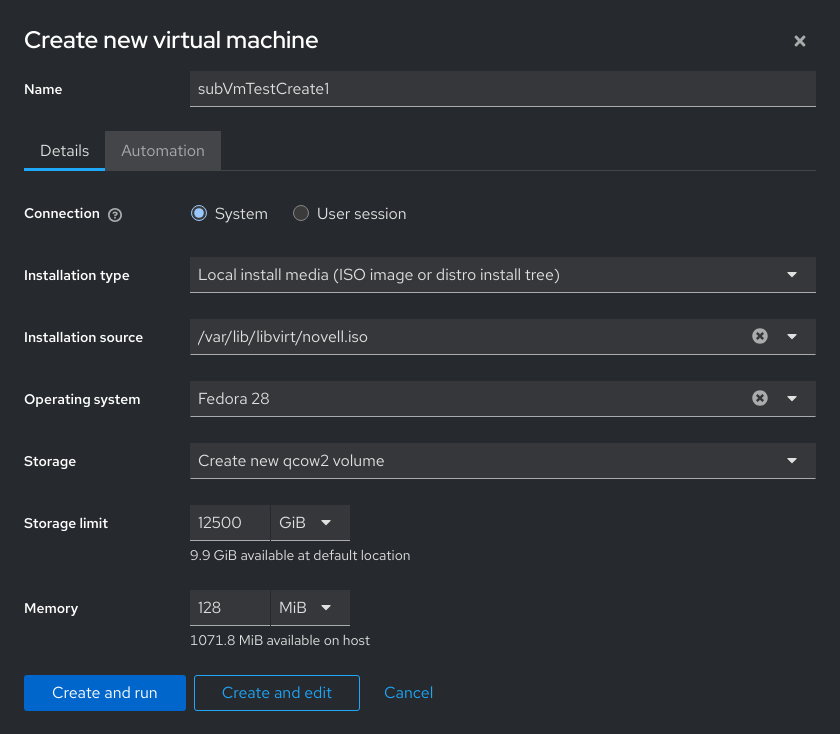 Create new virtual machine
Name subVmTestCreate1
Details Automation
Connection System User session
Installation type Local install media (ISO image or distro install tree)
Installation source /var/lib/libvirt/novell.iso
Operating system Fedora 28
Storage Create new qcow2 volume
Storage limit 12500 GiB
9.9 GiB available at default location
Memory 128 MiB
1071.8 MiB available on host
Create and run Create and edit Cancel